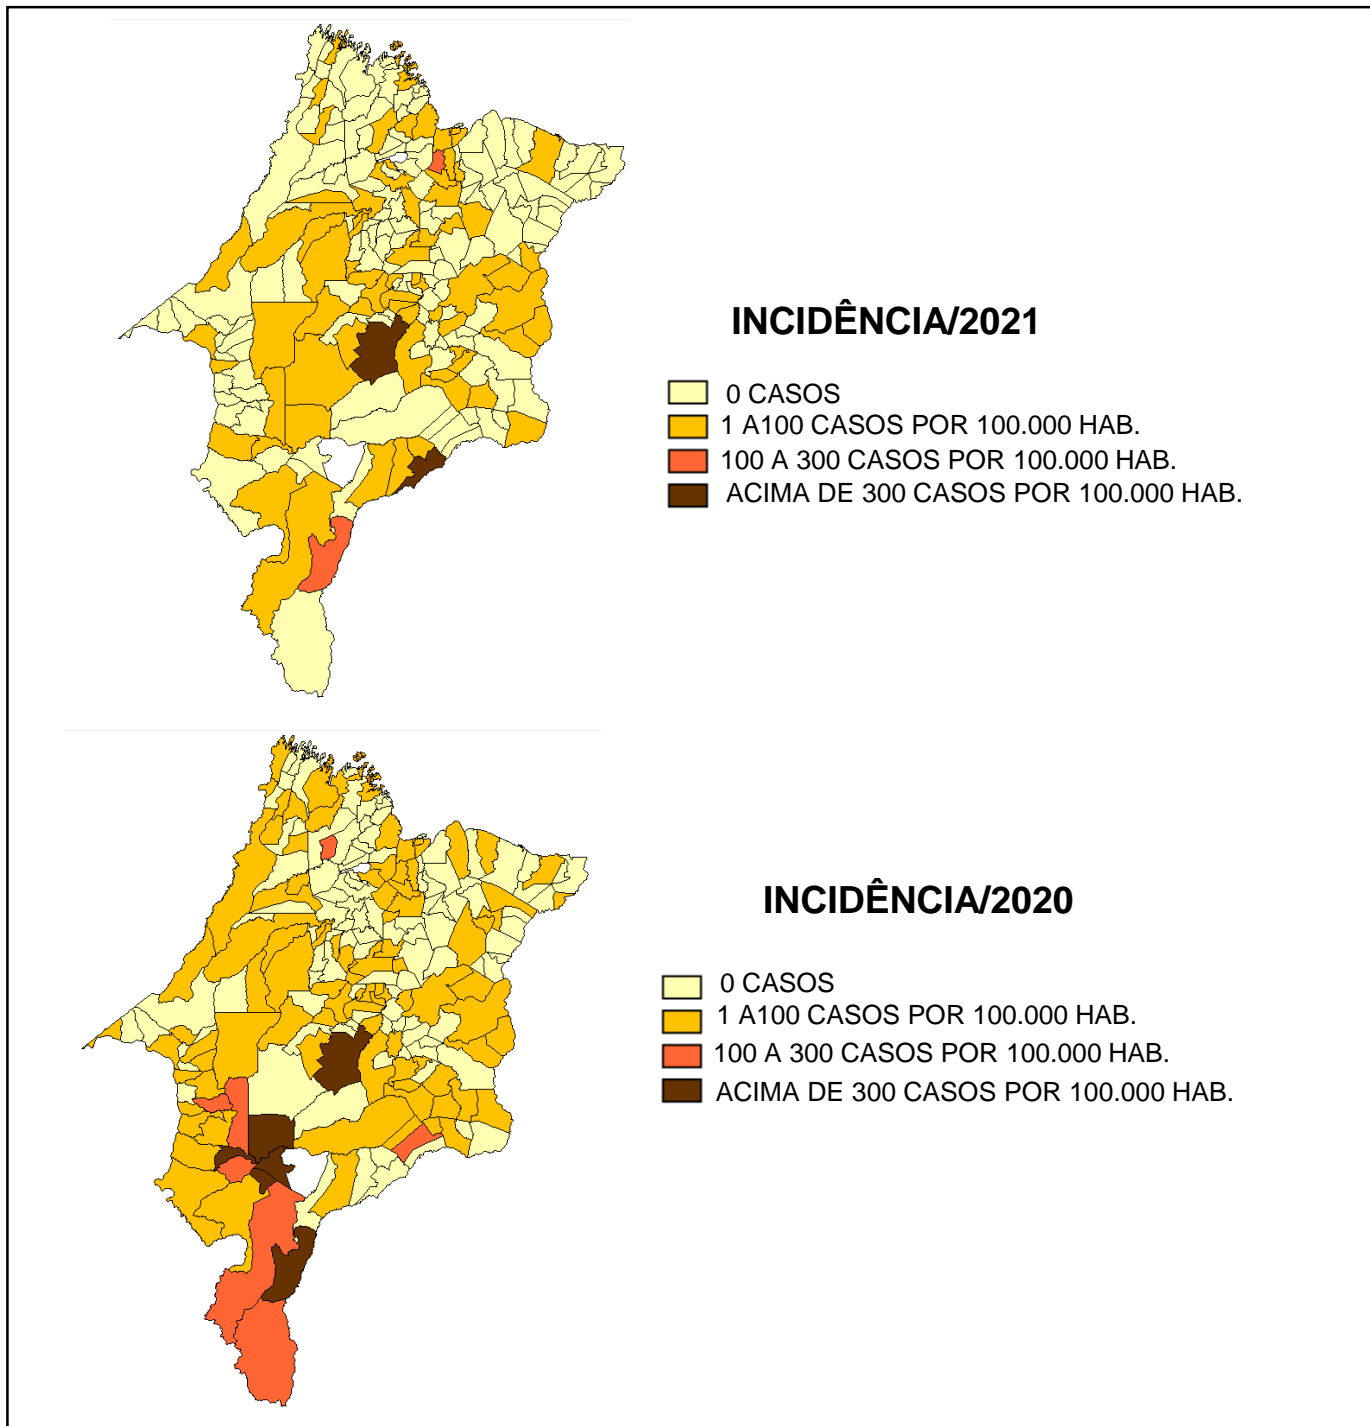 INCIDÊNCIA/2021
0 CASOS
1 A100 CASOS POR 100.000 HAB.
100 A 300 CASOS POR 100.000 HAB.
ACIMA DE 300 CASOS POR 100.000 HAB.
INCIDÊNCIA/2020
0 CASOS
1 A100 CASOS POR 100.000 HAB.
100 A 300 CASOS POR 100.000 HAB.
ACIMA DE 300 CASOS POR 100.000 HAB.